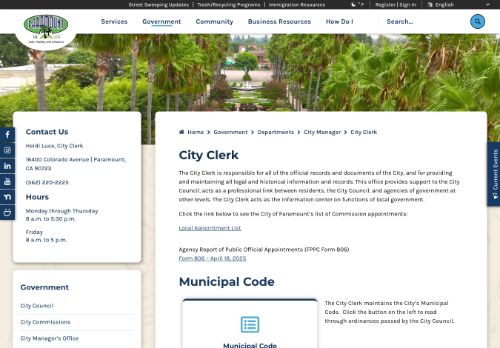 Street Sweeping Updates | Trash/Recycling Programs | Immigration Resources
°F | Register | Sign In
English
PARAMOUNT
Services
Government
Community
Business Resources
How Do I
Search...
Contact Us
Heidi Luce, City Clerk
16400 Colorado Avenue | Paramount,
CA 90723
(562) 220-2225
Hours
Monday through Thursday
8 a.m. to 5:30 p.m.
Friday
8 a.m. to 5 p.m.
Government
City Council
City Commissions
City Manager's Office
Home > Government > Departments > City Manager > City Clerk
City Clerk
The City Clerk is responsible for all of the official records and documents of the City, and for providing
and maintaining all legal and historical information and records. This office provides support to the City
Council, acts as a professional link between residents, the City Council, and agencies of government at
other levels. The City Clerk acts as the information center on functions of local government.
Click the link below to see the City of Paramount's list of Commission appointments:
Local Appointment List
Agency Report of Public Official Appointments (FPPC Form 806)
Form 806 - April 18, 2025
Municipal Code
Municipal Code
The City Clerk maintains the City's Municipal
Code. Click the button on the left to read
through ordinances passed by the City Council.
Current Events